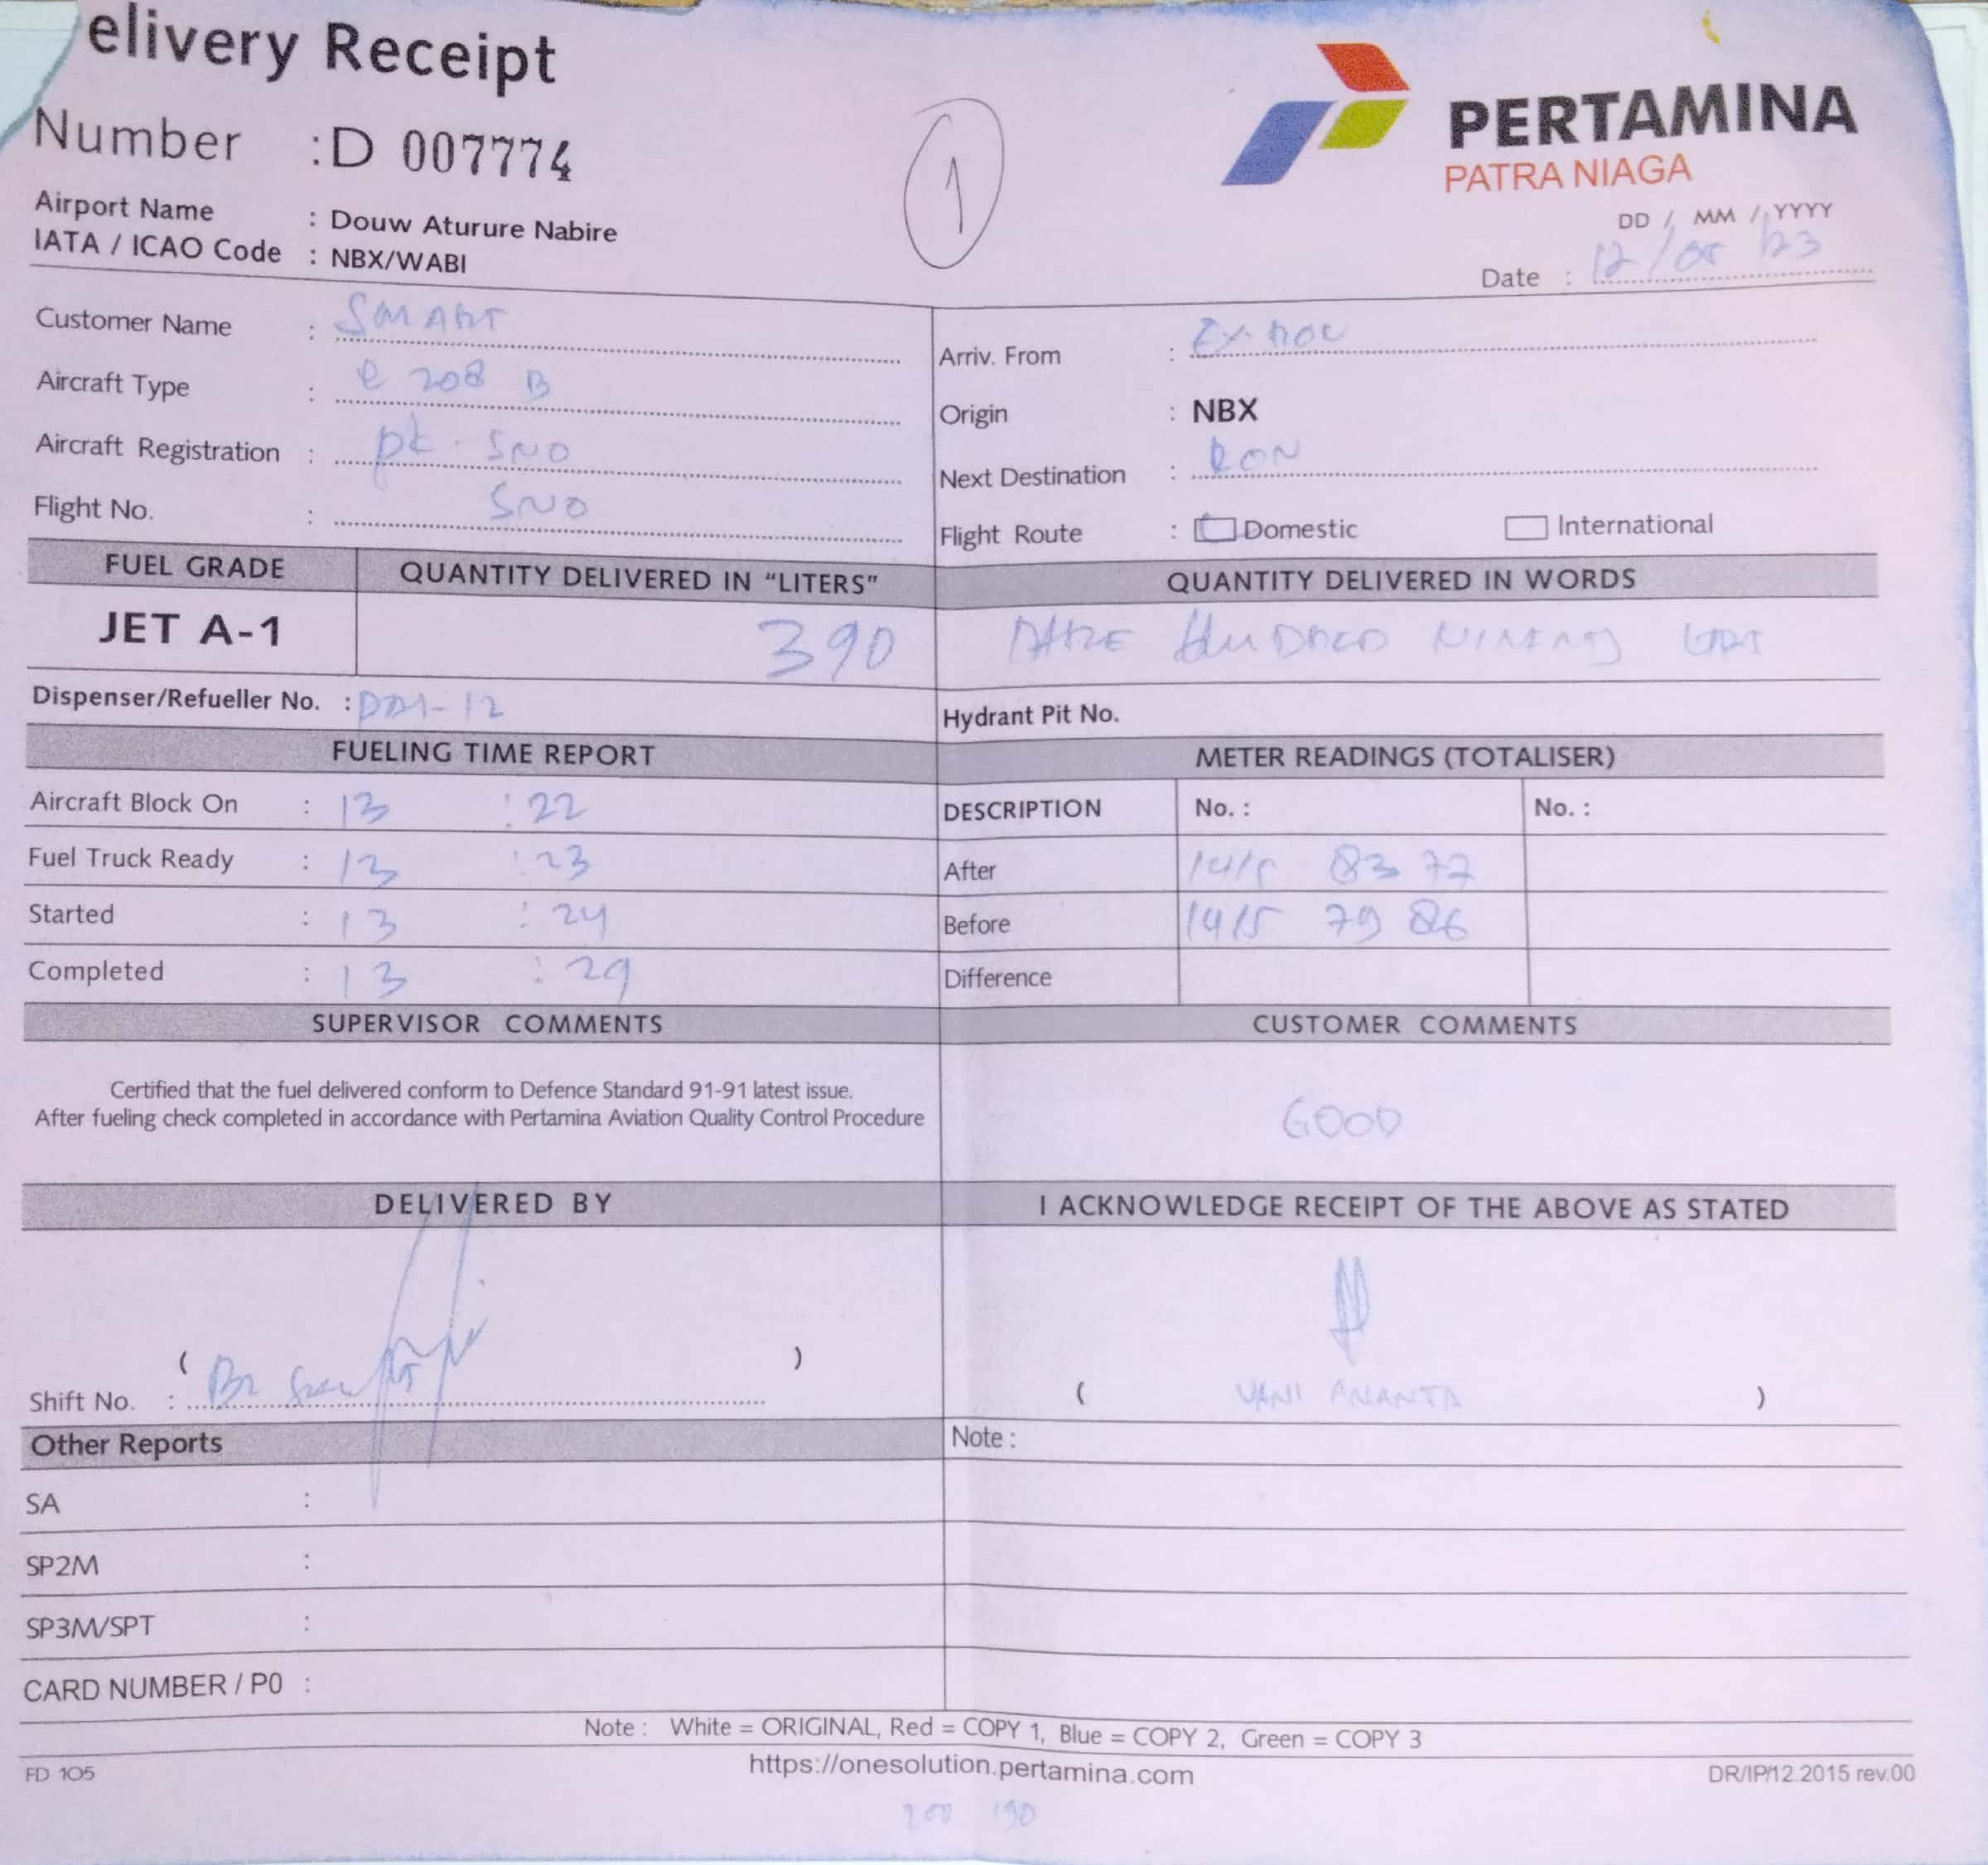 elivery Receipt
Number : D 007774
1
PERTAMINA
PATRA NIAGA
Airport Name : Douw Aturure Nabire
IATA / ICAO Code : NBX/WABI
DD / MM / YYYY
Date : 12/05/23
Customer Name : SMART
Aircraft Type : C 208 B
Aircraft Registration : PK - SNO
Flight No. : SNO
Arriv. From :
Origin : NBX
Next Destination : RON
Flight Route : Domestic International
FUEL GRADE QUANTITY DELIVERED IN "LITERS" QUANTITY DELIVERED IN WORDS
JET A-1 390
Dispenser/Refueller No. :
Hydrant Pit No.
FUELING TIME REPORT METER READINGS (TOTALISER)
Aircraft Block On : 13 : 22
DESCRIPTION No. : No. :
Fuel Truck Ready : 13 : 23
After 83 77
Started : 13 : 24
Before 1415 79 86
Completed : 13 : 29
Difference
SUPERVISOR COMMENTS CUSTOMER COMMENTS
Certified that the fuel delivered conform to Defence Standard 91-91 latest issue.
After fueling check completed in accordance with Pertamina Aviation Quality Control Procedure
GOOD
DELIVERED BY I ACKNOWLEDGE RECEIPT OF THE ABOVE AS STATED
( )
Shift No. :
( VANI ANANTA )
Other Reports Note :
SA :
SP2M :
SP3M/SPT :
CARD NUMBER / P0 :
Note : White = ORIGINAL, Red = COPY 1, Blue = COPY 2, Green = COPY 3
FD 105 https://onesolution.pertamina.com DR/IP/12.2015 rev.00
200 190